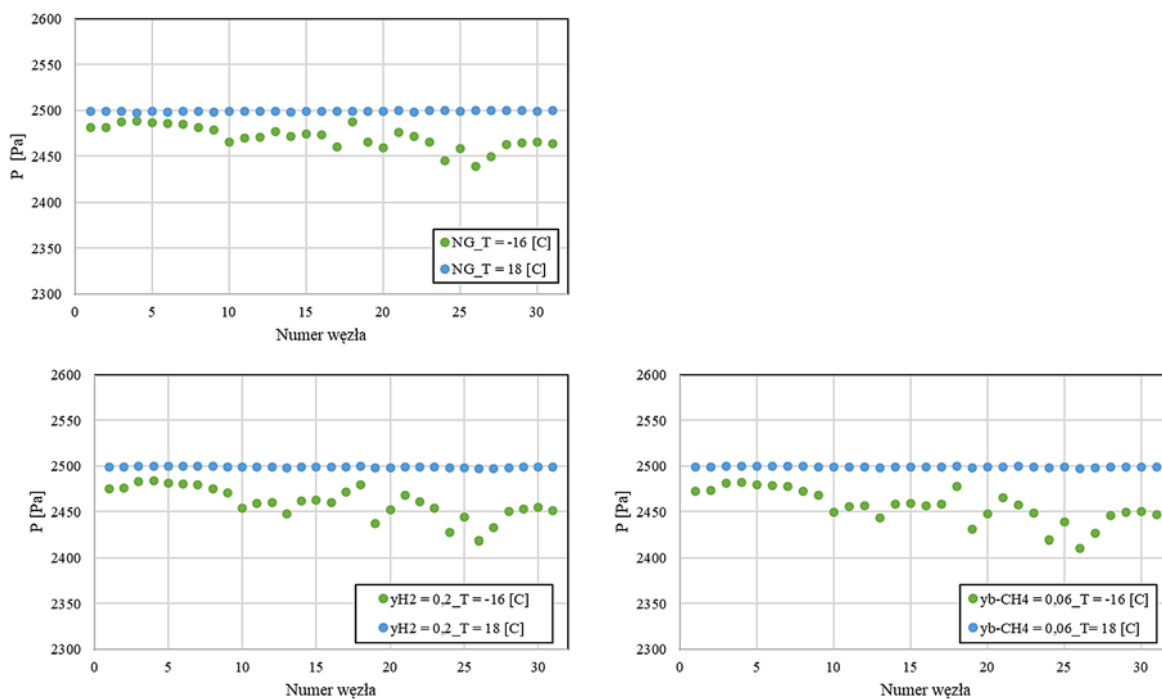 2600
2550
2500
2450
2400
2350
2300
P [Pa]
NG_T = -16 [C]
NG_T = 18 [C]
0 5 10 15 20 25 30
Numer węzła
2600
2550
2500
2450
2400
2350
2300
P [Pa]
yH2 = 0,2_T = -16 [C]
yH2 = 0,2_T = 18 [C]
0 5 10 15 20 25 30
Numer węzła
2600
2550
2500
2450
2400
2350
2300
P [Pa]
yb-CH4 = 0,06_T = -16 [C]
yb-CH4 = 0,06_T= 18 [C]
0 5 10 15 20 25 30
Numer węzła